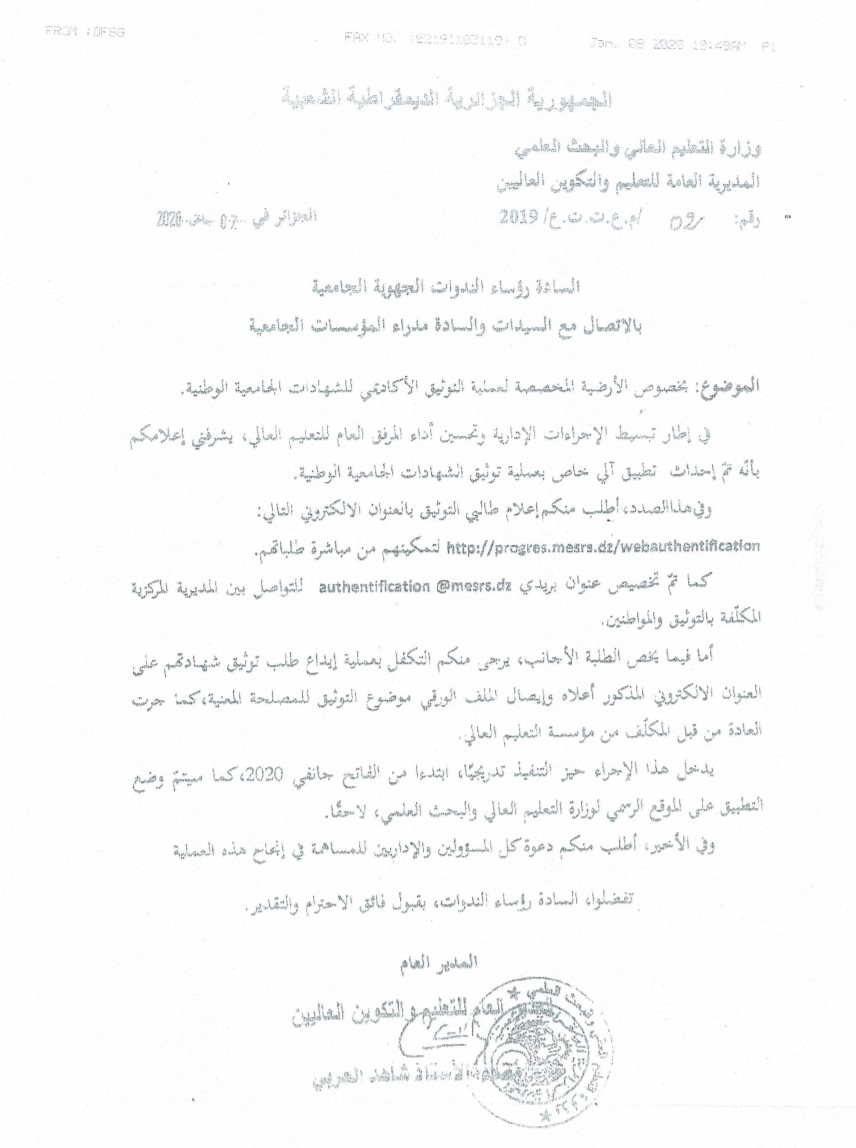 FROM :DFSG FAX NO. Jan. 08 2020 10:49AM P1
الجمهورية الجزائرية الديمقراطية الشعبية
وزارة التعليم العالي والبحث العلمي
المديرية العامة للتعليم والتكوين العاليين
رقم: 09 /م.ع.ت.ت.ع/ 2019 الجزائر في 07 جانفي 2020
السادة رؤساء الندوات الجهوية الجامعية
بالاتصال مع السيدات والسادة مدراء المؤسسات الجامعية
الموضوع: بخصوص الأرضية المخصصة لعملية التوثيق الأكاديمي للشهادات الجامعية الوطنية.
في إطار تبسيط الإجراءات الإدارية وتحسين أداء المرفق العام للتعليم العالي، يشرفني إعلامكم
بأنّه تمّ إحداث تطبيق آلي خاص بعملية توثيق الشهادات الجامعية الوطنية.
وفي هذا الصدد، أطلب منكم إعلام طالبي التوثيق بالعنوان الالكتروني التالي:
http://progres.mesrs.dz/webauthentification لتمكينهم من مباشرة طلباتهم.
كما تمّ تخصيص عنوان بريدي authentification @mesrs.dz للتواصل بين المديرية المركزية
المكلّفة بالتوثيق والمواطنين.
أما فيما يخص الطلبة الأجانب، يرجى منكم التكفل بعملية إيداع طلب توثيق شهادتهم على
العنوان الالكتروني المذكور أعلاه وإيصال الملف الورقي موضوع التوثيق للمصلحة المعنية، كما جرت
العادة من قبل المكلّف من مؤسسة التعليم العالي.
يدخل هذا الإجراء حيز التنفيذ تدريجيًا، ابتدءا من الفاتح جانفي 2020، كما سيتمّ وضع
التطبيق على الموقع الرسمي لوزارة التعليم العالي والبحث العلمي، لاحقًا.
وفي الأخير، أطلب منكم دعوة كل المسؤولين والإداريين للمساهمة في إنجاح هذه العملية
تفضلوا، السادة رؤساء الندوات، بقبول فائق الاحترام والتقدير.
المدير العام
العام للتعليم والتكوين العاليين
الأستاذ شاهد العربي